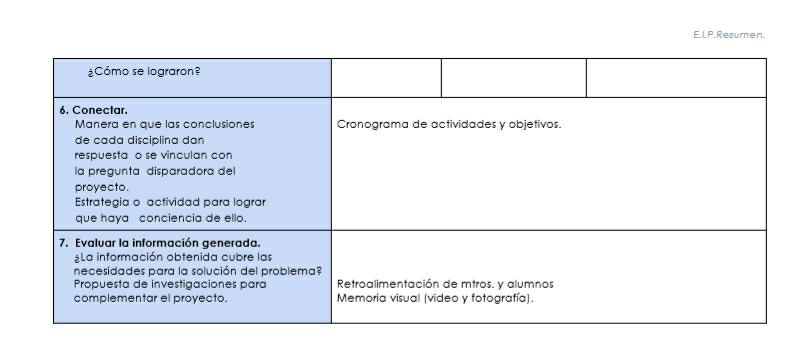 E.I.P.Resumen.
¿Cómo se lograron?
6. Conectar.
Manera en que las conclusiones
de cada disciplina dan
respuesta o se vinculan con
la pregunta disparadora del
proyecto.
Estrategia o actividad para lograr
que haya conciencia de ello.
Cronograma de actividades y objetivos.
7. Evaluar la información generada.
¿La información obtenida cubre las
necesidades para la solución del problema?
Propuesta de investigaciones para
complementar el proyecto.
Retroalimentación de mtros. y alumnos
Memoria visual (video y fotografía).